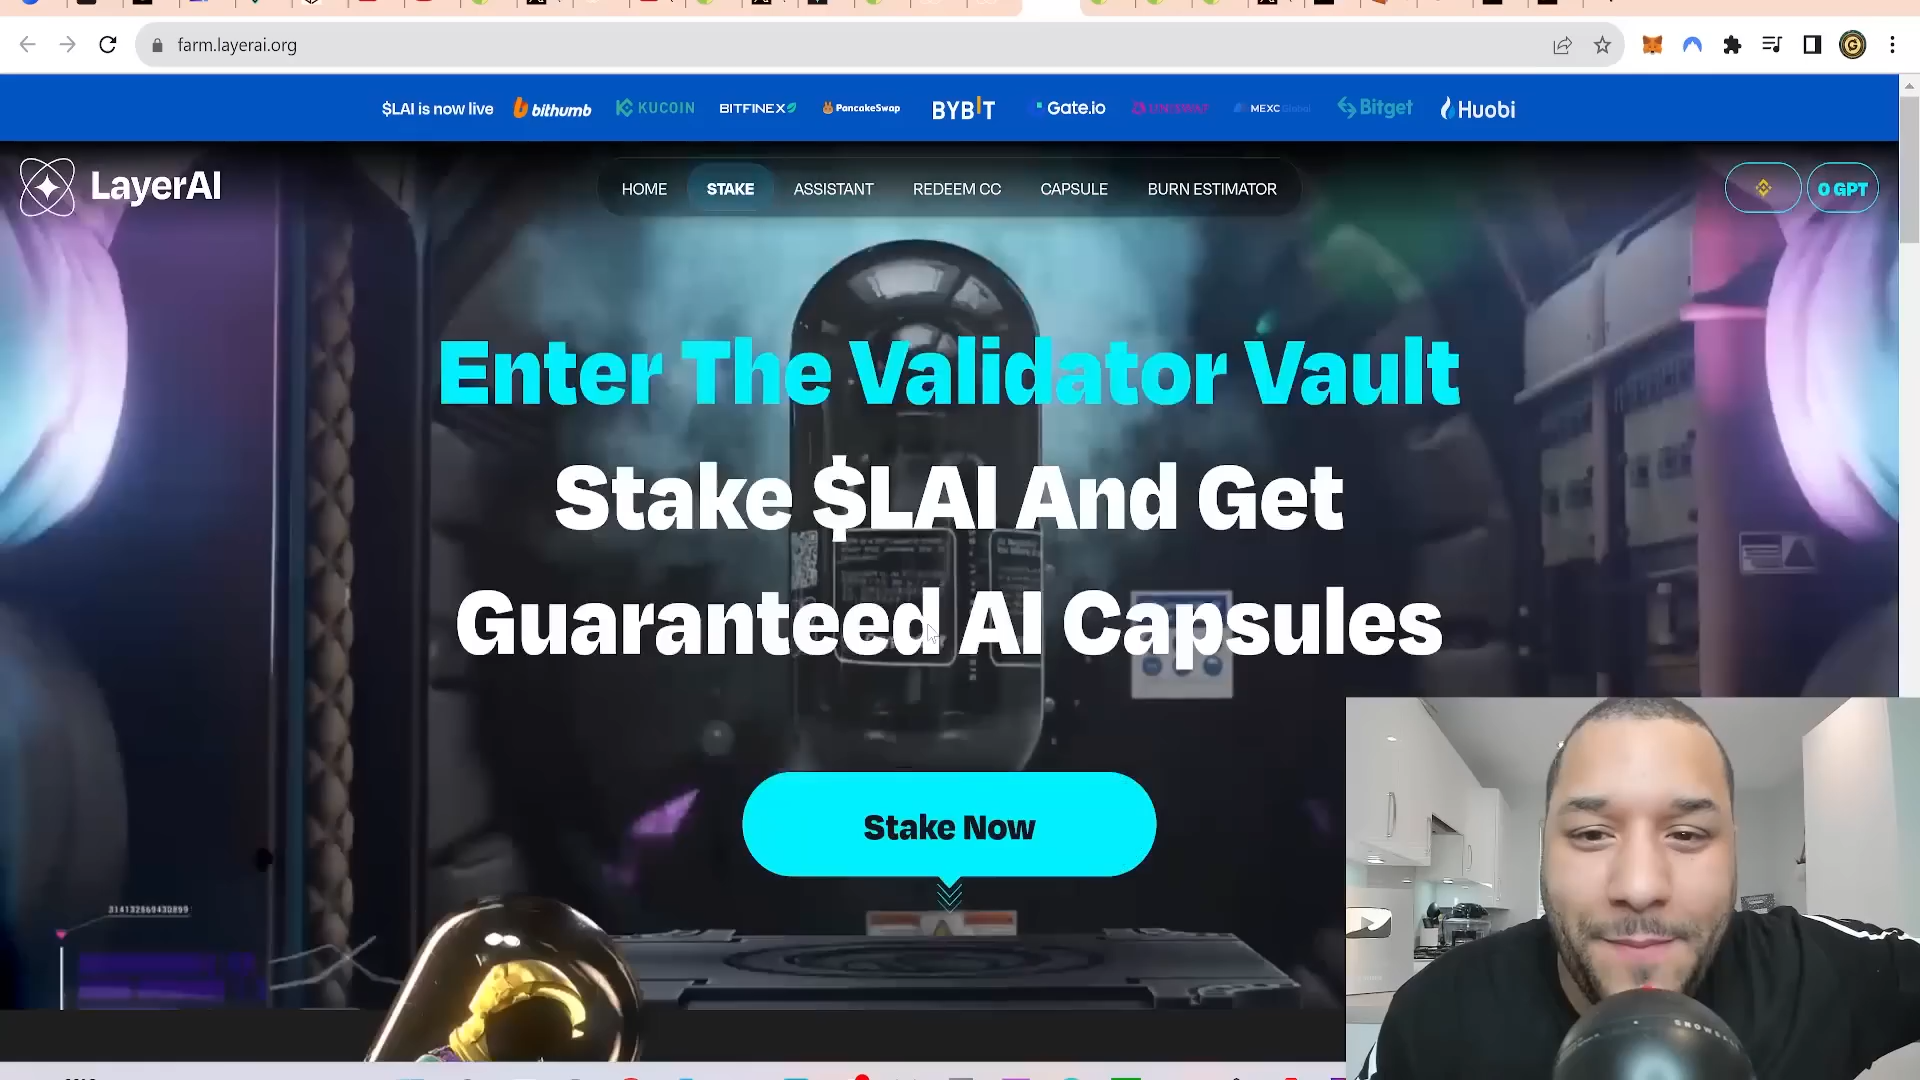 farm.layerai.org
$LAI is now live bithumb KUCOIN BITFINEX PancakeSwap BYBIT Gate.io UNISWAP MEXC Global Bitget Huobi
LayerAI HOME STAKE ASSISTANT REDEEM CC CAPSULE BURN ESTIMATOR 0 GPT
Enter The Validator Vault
Stake $LAI And Get
Guaranteed AI Capsules
Stake Now